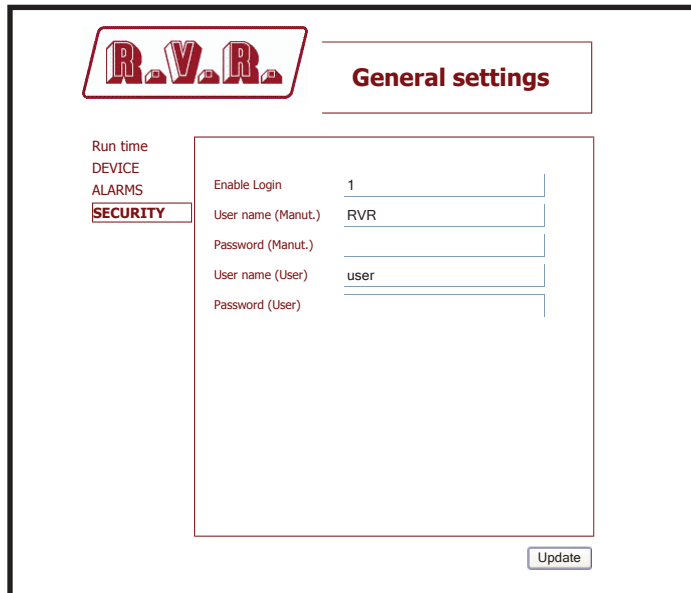 R.V.R.
General settings
Run time
DEVICE
ALARMS
SECURITY
Enable Login 1
User name (Manut.) RVR
Password (Manut.)
User name (User) user
Password (User)
Update